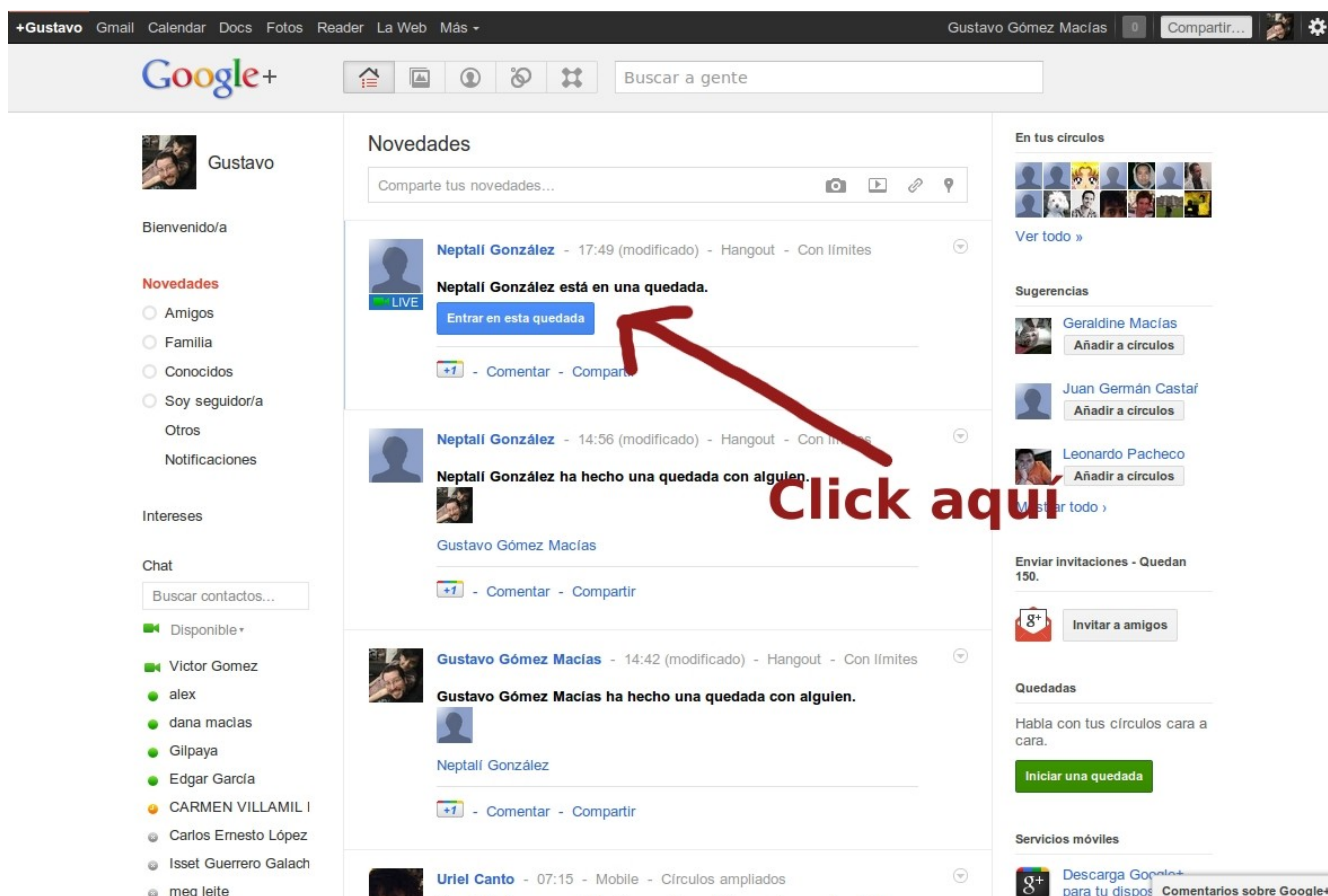 +Gustavo Gmail Calendar Docs Fotos Reader La Web Más
Gustavo Gómez Macías 0 Compartir...
Google+
Buscar a gente
Gustavo
Bienvenido/a
Novedades
Amigos
Familia
Conocidos
Soy seguidor/a
Otros
Notificaciones
Intereses
Chat
Buscar contactos...
Disponible
Victor Gomez
alex
dana macias
Gilpaya
Edgar García
CARMEN VILLAMIL
Carlos Ernesto López
Isset Guerrero Galach
meg leite
Novedades
Comparte tus novedades...
Neptalí González - 17:49 (modificado) - Hangout - Con límites
Neptalí González está en una quedada.
LIVE
Entrar en esta quedada
+1 - Comentar - Compartir
Neptalí González - 14:56 (modificado) - Hangout - Con límites
Neptalí González ha hecho una quedada con alguien.
Click aquí
Gustavo Gómez Macías
+1 - Comentar - Compartir
Gustavo Gómez Macías - 14:42 (modificado) - Hangout - Con límites
Gustavo Gómez Macías ha hecho una quedada con alguien.
Neptalí González
+1 - Comentar - Compartir
Uriel Canto - 07:15 - Mobile - Círculos ampliados
En tus círculos
Ver todo »
Sugerencias
Geraldine Macías
Añadir a círculos
Juan Germán Castañ
Añadir a círculos
Leonardo Pacheco
Añadir a círculos
Mostrar todo ›
Enviar invitaciones - Quedan
150.
g+
Invitar a amigos
Quedadas
Habla con tus círculos cara a
cara.
Iniciar una quedada
Servicios móviles
g+
Descarga Google+
para tu dispos
Comentarios sobre Google+